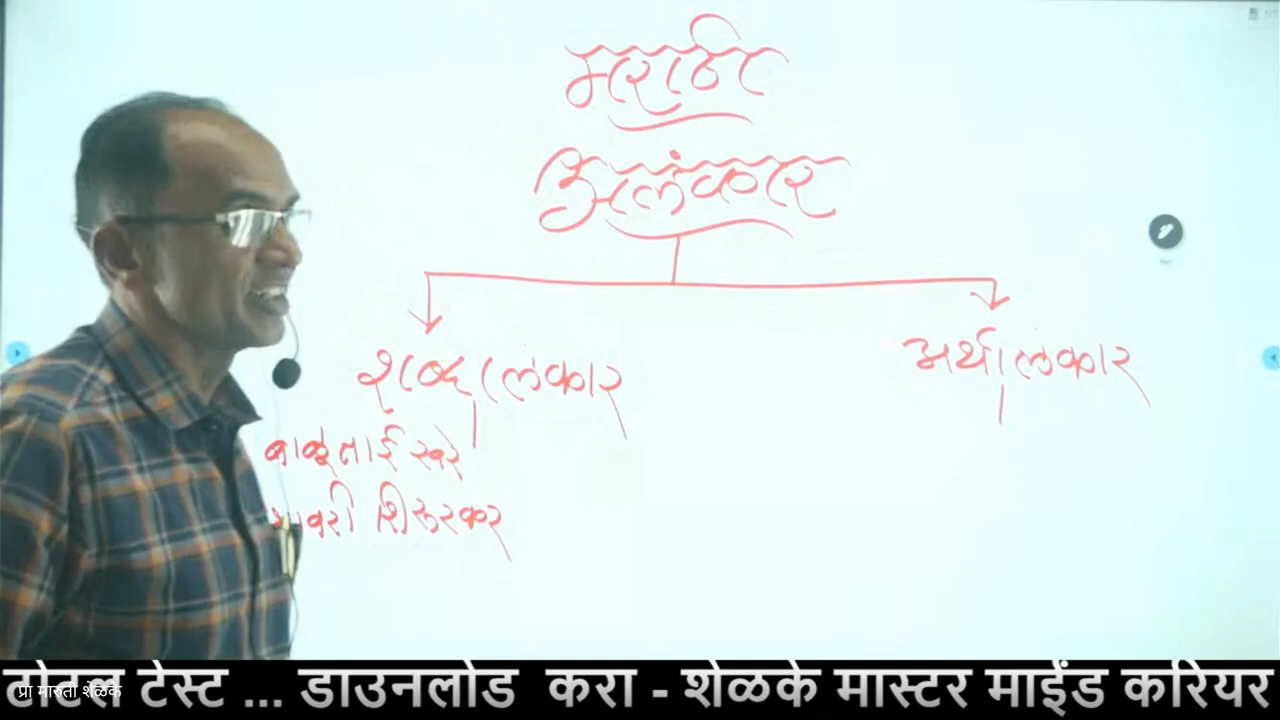 मराठी
अलंकार
शब्दालंकार
अर्थालंकार
बाळूताई खरे
शिरूरकर
टोटल टेस्ट ... डाउनलोड करा - शेळके मास्टर माईंड करियर
प्रा मारुती शेळके